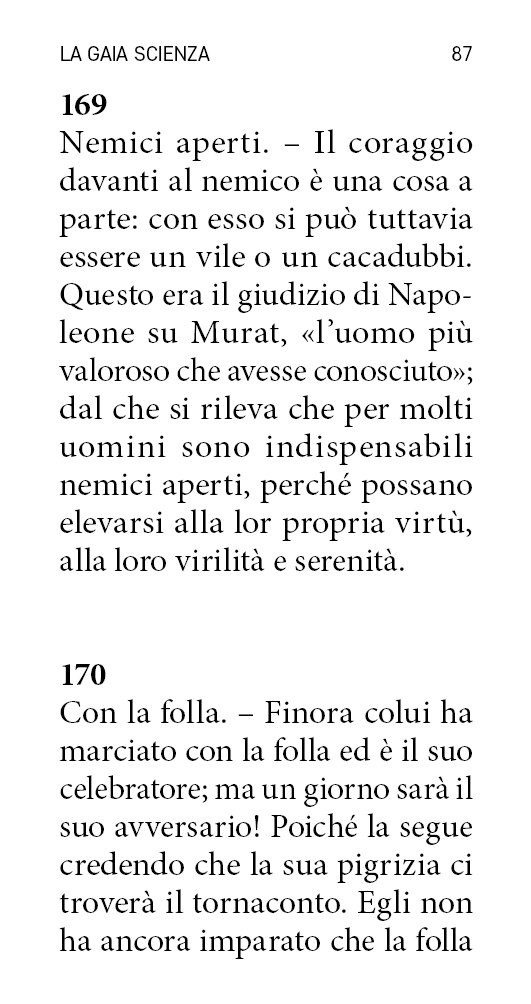 LA GAIA SCIENZA 87
169
Nemici aperti. – Il coraggio
davanti al nemico è una cosa a
parte: con esso si può tuttavia
essere un vile o un cacadubbi.
Questo era il giudizio di Napo-
leone su Murat, «l’uomo più
valoroso che avesse conosciuto»;
dal che si rileva che per molti
uomini sono indispensabili
nemici aperti, perché possano
elevarsi alla lor propria virtù,
alla loro virilità e serenità.
170
Con la folla. – Finora colui ha
marciato con la folla ed è il suo
celebratore; ma un giorno sarà il
suo avversario! Poiché la segue
credendo che la sua pigrizia ci
troverà il tornaconto. Egli non
ha ancora imparato che la folla